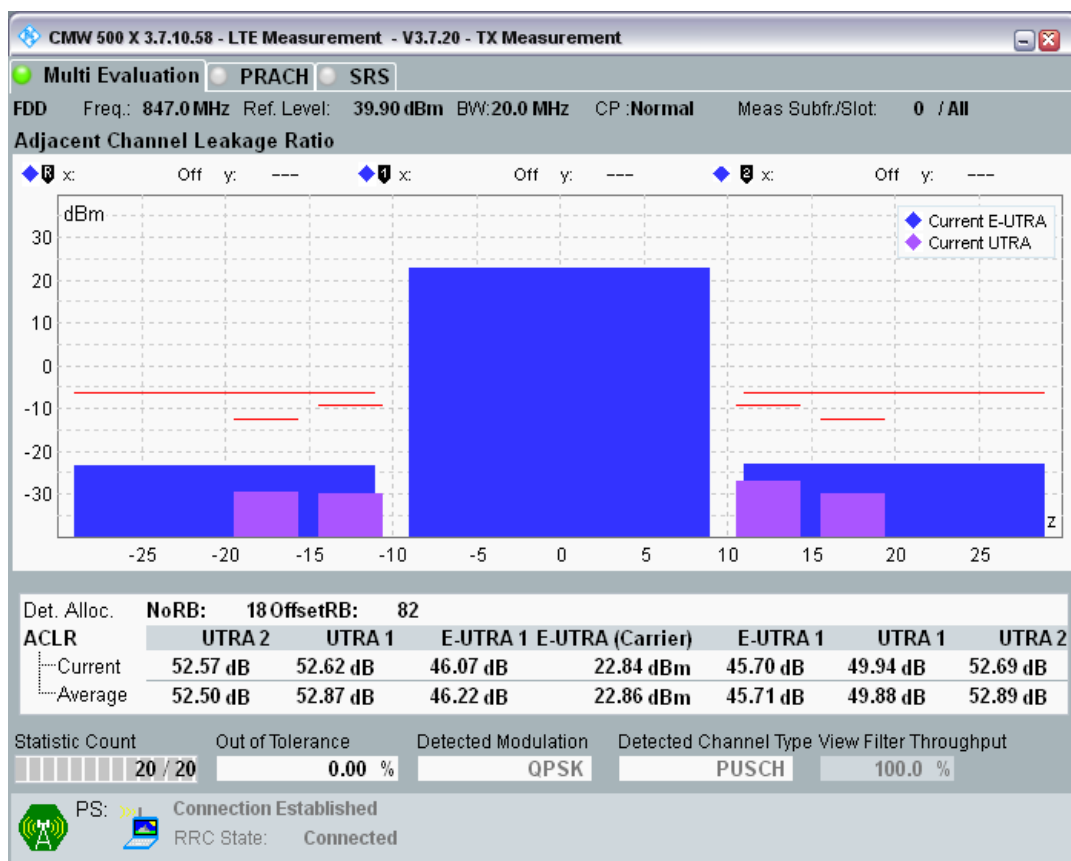 CMW 500 X 3.7.10.58 - LTE Measurement - V3.7.20 - TX Measurement
Multi Evaluation PRACH SRS
FDD Freq.: 847.0 MHz Ref. Level: 39.90 dBm BW:20.0 MHz CP :Normal Meas Subfr./Slot: 0 / All
Adjacent Channel Leakage Ratio
R x: Off y: --- 1 x: Off y: --- 2 x: Off y: ---
dBm
Current E-UTRA
Current UTRA
30
20
10
0
-10
-20
-30
z
-25 -20 -15 -10 -5 0 5 10 15 20 25
Det. Alloc. NoRB: 18 OffsetRB: 82
ACLR UTRA 2 UTRA 1 E-UTRA 1 E-UTRA (Carrier) E-UTRA 1 UTRA 1 UTRA 2
Current 52.57 dB 52.62 dB 46.07 dB 22.84 dBm 45.70 dB 49.94 dB 52.69 dB
Average 52.50 dB 52.87 dB 46.22 dB 22.86 dBm 45.71 dB 49.88 dB 52.89 dB
Statistic Count Out of Tolerance Detected Modulation Detected Channel Type View Filter Throughput
20 / 20 0.00 % QPSK PUSCH 100.0 %
PS: Connection Established
RRC State: Connected